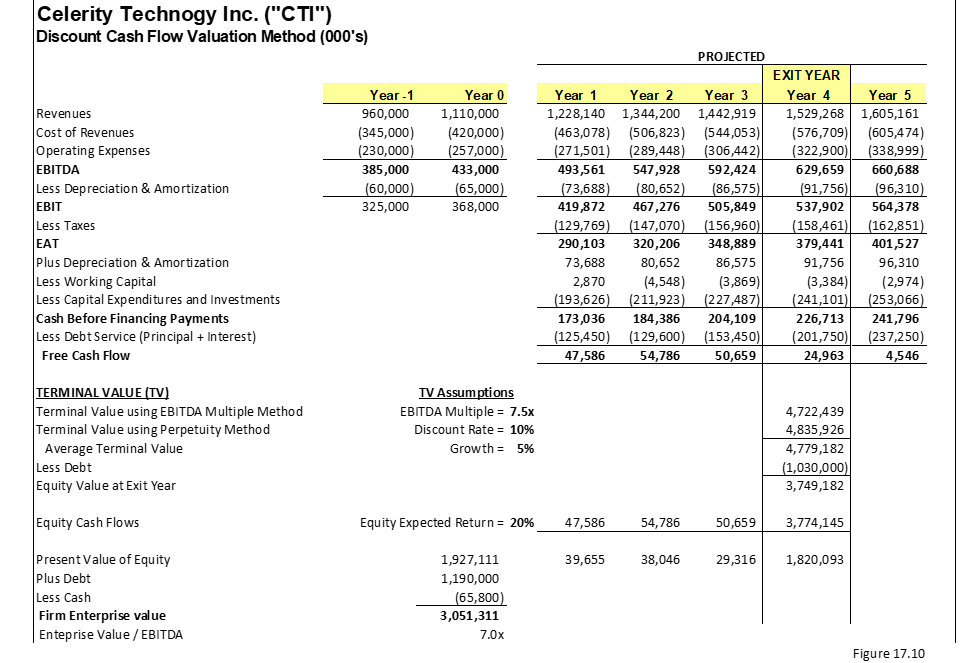 Celerity Technogy Inc. ("CTI")
Discount Cash Flow Valuation Method (000's)
PROJECTED
EXIT YEAR
Year -1 Year 0 Year 1 Year 2 Year 3 Year 4 Year 5
Revenues 960,000 1,110,000 1,228,140 1,344,200 1,442,919 1,529,268 1,605,161
Cost of Revenues (345,000) (420,000) (463,078) (506,823) (544,053) (576,709) (605,474)
Operating Expenses (230,000) (257,000) (271,501) (289,448) (306,442) (322,900) (338,999)
EBITDA 385,000 433,000 493,561 547,928 592,424 629,659 660,688
Less Depreciation & Amortization (60,000) (65,000) (73,688) (80,652) (86,575) (91,756) (96,310)
EBIT 325,000 368,000 419,872 467,276 505,849 537,902 564,378
Less Taxes (129,769) (147,070) (156,960) (158,461) (162,851)
EAT 290,103 320,206 348,889 379,441 401,527
Plus Depreciation & Amortization 73,688 80,652 86,575 91,756 96,310
Less Working Capital 2,870 (4,548) (3,869) (3,384) (2,974)
Less Capital Expenditures and Investments (193,626) (211,923) (227,487) (241,101) (253,066)
Cash Before Financing Payments 173,036 184,386 204,109 226,713 241,796
Less Debt Service (Principal + Interest) (125,450) (129,600) (153,450) (201,750) (237,250)
Free Cash Flow 47,586 54,786 50,659 24,963 4,546
TERMINAL VALUE (TV) TV Assumptions
Terminal Value using EBITDA Multiple Method EBITDA Multiple = 7.5x 4,722,439
Terminal Value using Perpetuity Method Discount Rate = 10% 4,835,926
Average Terminal Value Growth = 5% 4,779,182
Less Debt (1,030,000)
Equity Value at Exit Year 3,749,182
Equity Cash Flows Equity Expected Return = 20% 47,586 54,786 50,659 3,774,145
Present Value of Equity 1,927,111 39,655 38,046 29,316 1,820,093
Plus Debt 1,190,000
Less Cash (65,800)
Firm Enterprise value 3,051,311
Enteprise Value / EBITDA 7.0x
Figure 17.10